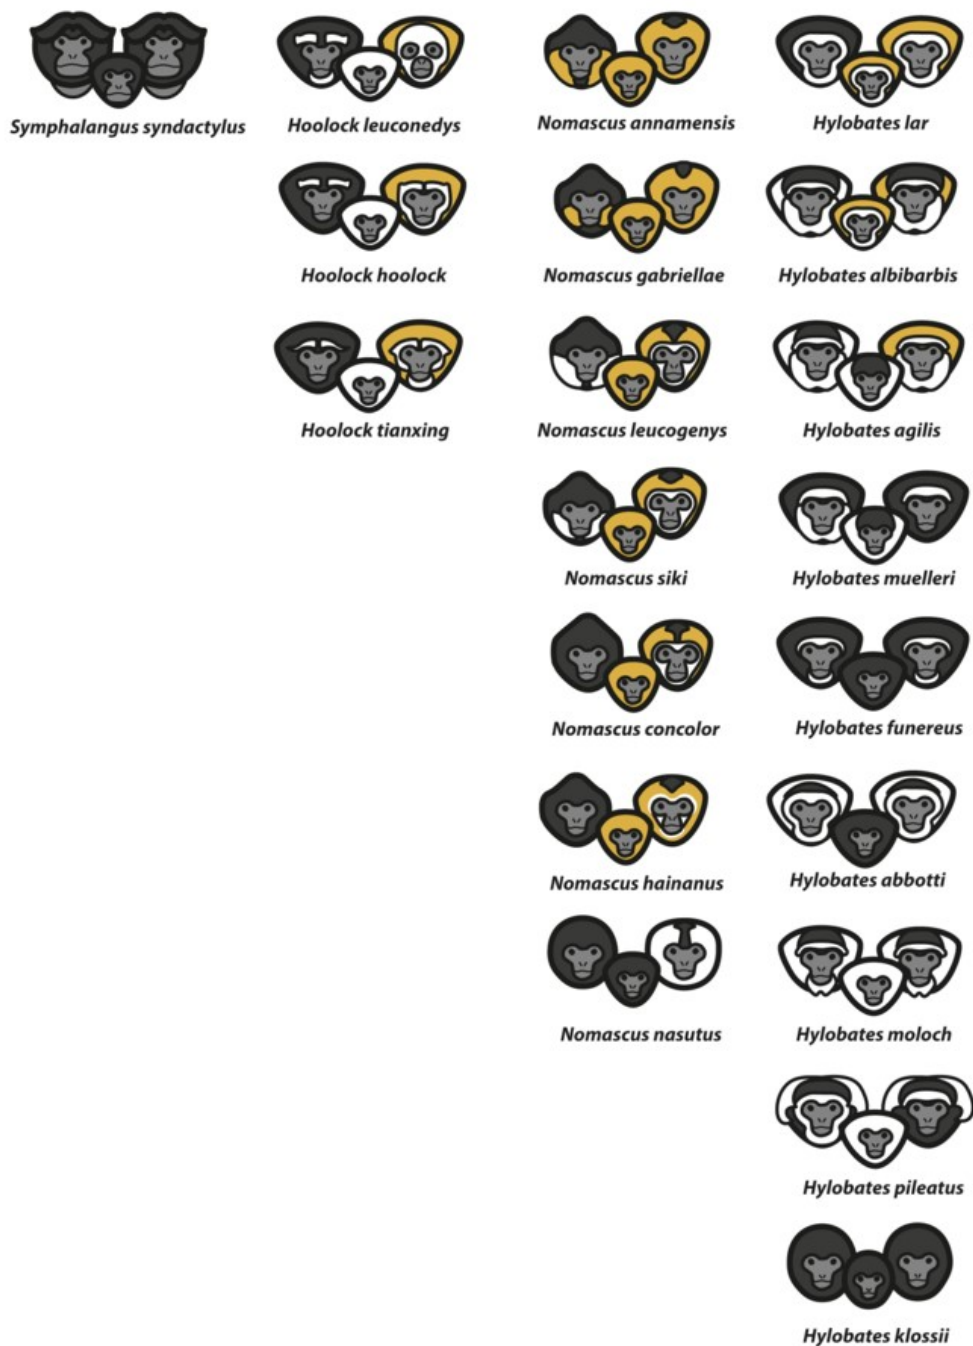 Symphalangus syndactylus
Hoolock leuconedys
Nomascus annamensis
Hylobates lar
Hoolock hoolock
Nomascus gabriellae
Hylobates albibarbis
Hoolock tianxing
Nomascus leucogenys
Hylobates agilis
Nomascus siki
Hylobates muelleri
Nomascus concolor
Hylobates funereus
Nomascus hainanus
Hylobates abbotti
Nomascus nasutus
Hylobates moloch
Hylobates pileatus
Hylobates klossii